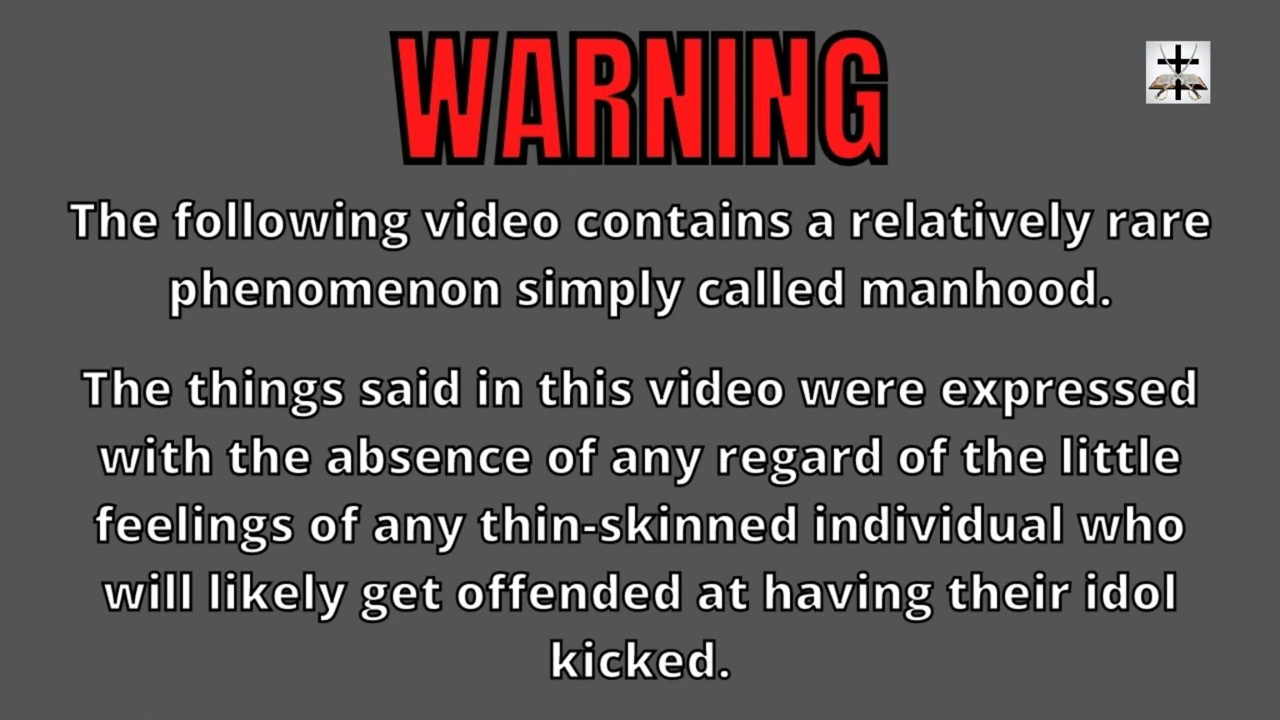 WARNING
The following video contains a relatively rare
phenomenon simply called manhood.
The things said in this video were expressed
with the absence of any regard of the little
feelings of any thin-skinned individual who
will likely get offended at having their idol
kicked.